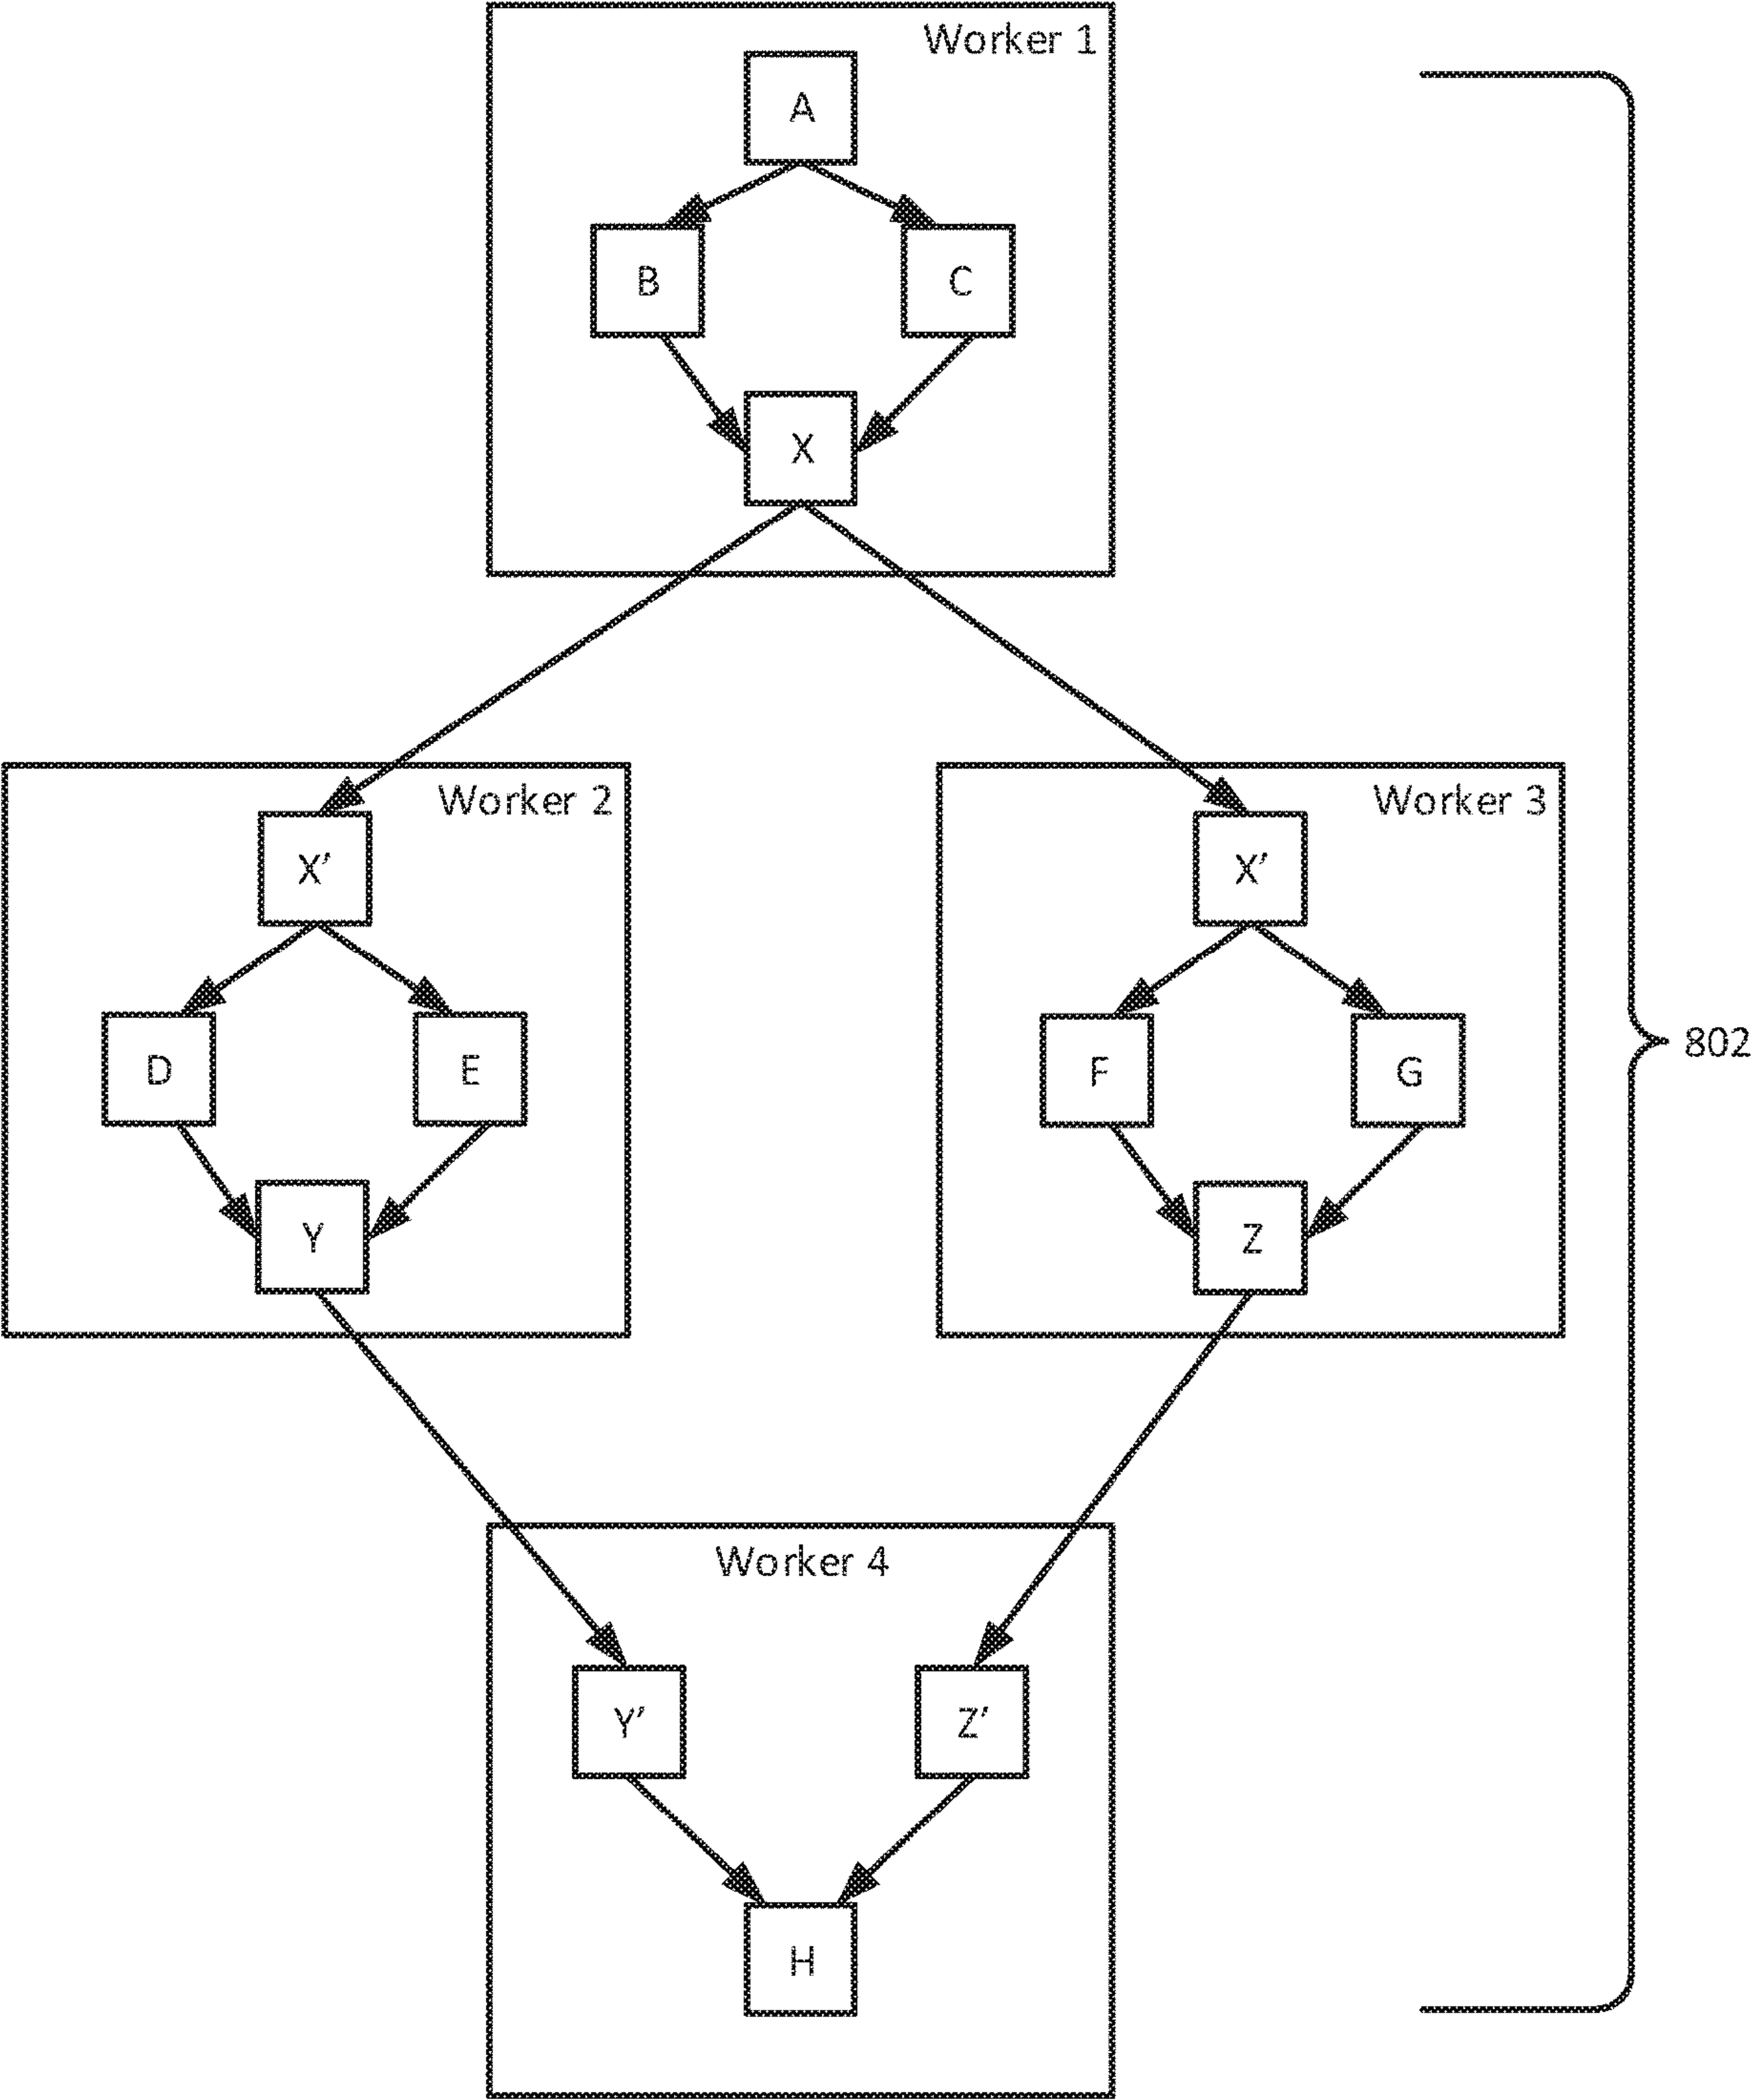 Worker 1
A
B
C
X
Worker 2
X’
D
E
Y
Worker 3
X’
F
G
Z
802
Worker 4
Y’
Z’
H